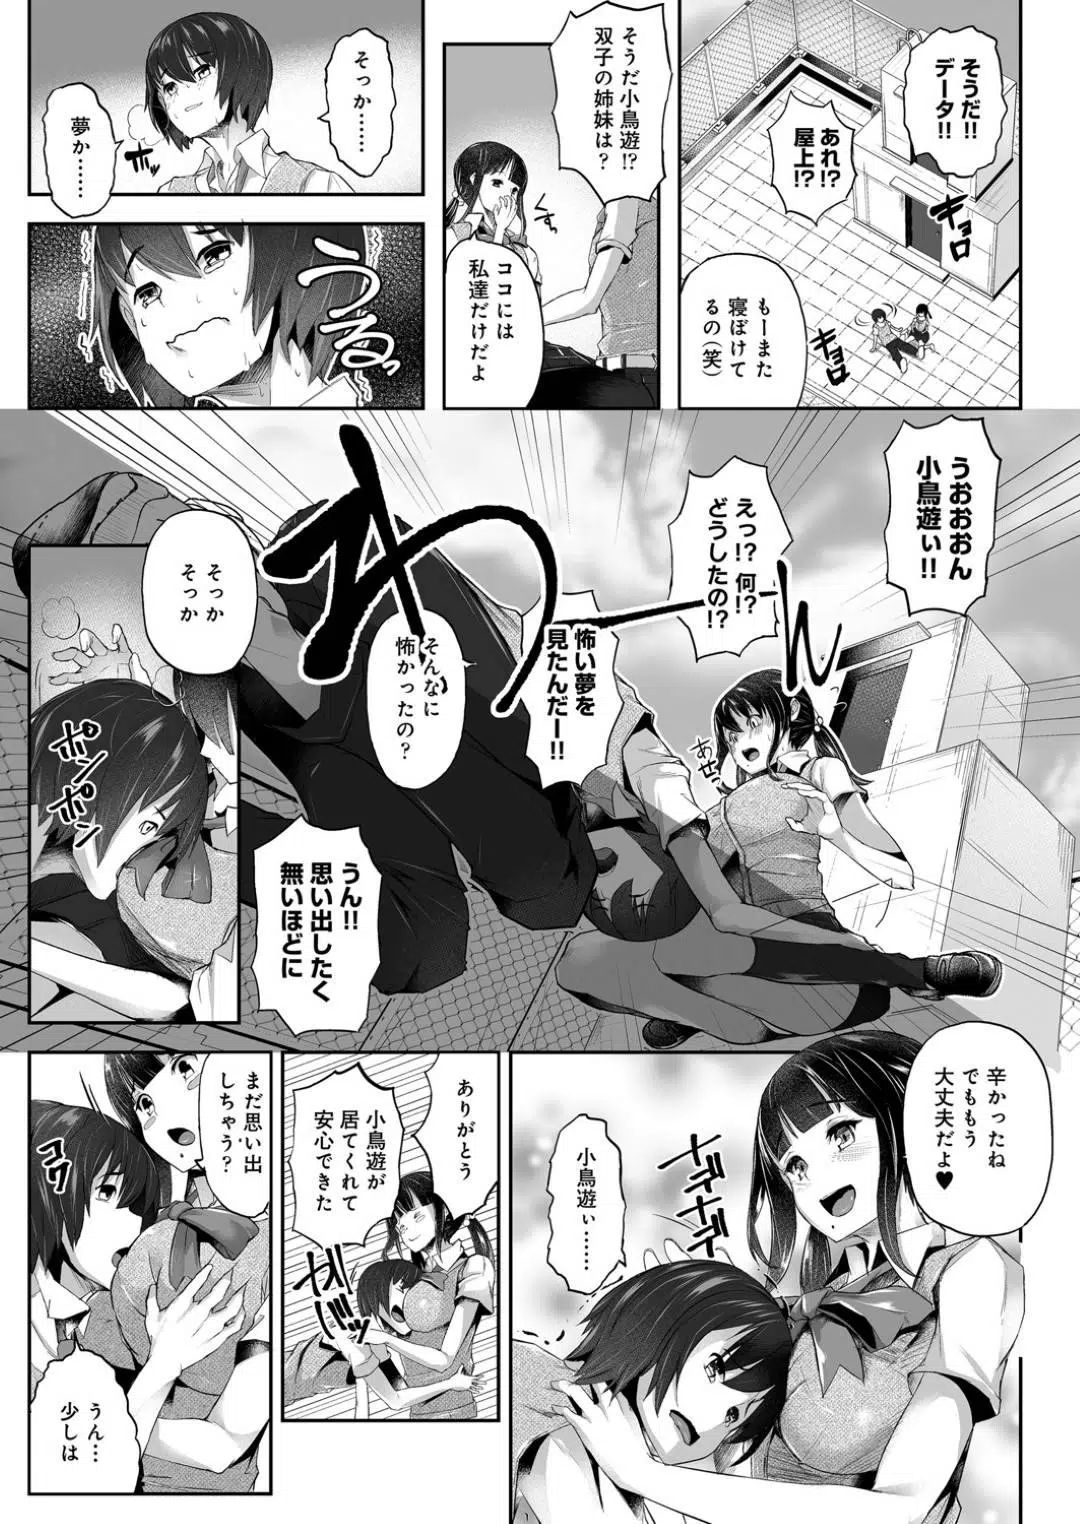 そうだ!!
データ!!
あれ!?
屋上!?
キョロ
キョロ
もーまた
寝ぼけて
るの(笑)
そうだ小鳥遊!?
双子の姉妹は?
くす
ココには
私達だけだよ
そっか……
夢か……
うるっ
うおおおん
小鳥遊ぃ!!
えっ!? 何!?
どうしたの!?
わーーん
怖い夢を
見たんだー!!
あせっ
そんなに
怖かったの?
うん!!
思い出したく
無いほどに
そっか
そっか
ポンポン
ポン
辛かったね
でももう
大丈夫だよ♥
ナデナデ
ナデナデ
小鳥遊ぃ……
ありがとう
小鳥遊が
居てくれて
安心できた
まだ思い出
しちゃう?
コク
うん…
少しは